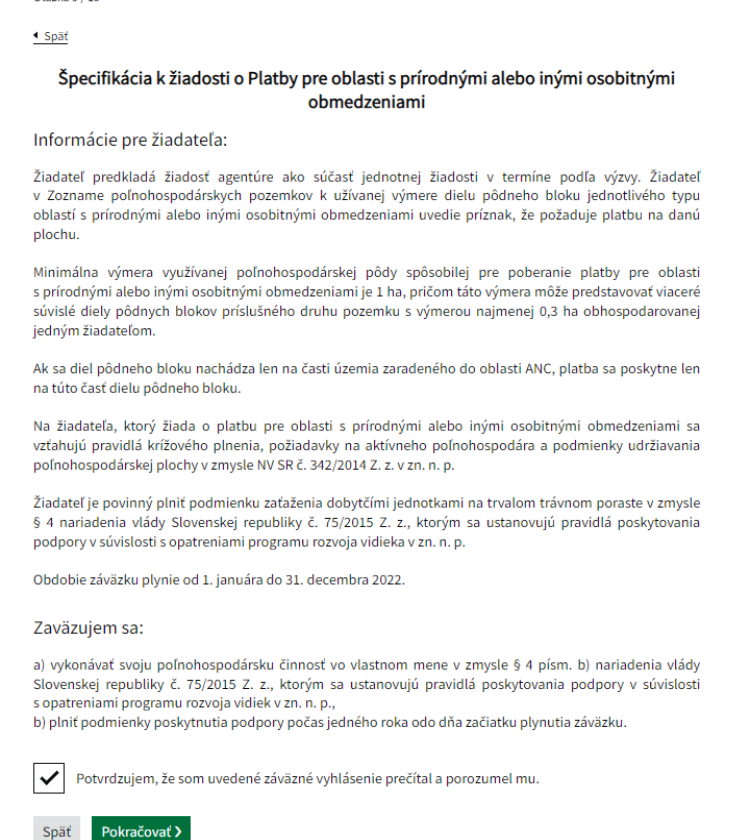 Späť
Špecifikácia k žiadosti o Platby pre oblasti s prírodnými alebo inými osobitnými
obmedzeniami
Informácie pre žiadateľa:
Žiadateľ predkladá žiadosť agentúre ako súčasť jednotnej žiadosti v termíne podľa výzvy. Žiadateľ
v Zozname poľnohospodárskych pozemkov k užívanej výmere dielu pôdneho bloku jednotlivého typu
oblastí s prírodnými alebo inými osobitnými obmedzeniami uvedie príznak, že požaduje platbu na danú
plochu.
Minimálna výmera využívanej poľnohospodárskej pôdy spôsobilej pre poberanie platby pre oblasti
s prírodnými alebo inými osobitnými obmedzeniami je 1 ha, pričom táto výmera môže predstavovať viaceré
súvislé diely pôdnych blokov príslušného druhu pozemku s výmerou najmenej 0,3 ha obhospodarovanej
jedným žiadateľom.
Ak sa diel pôdneho bloku nachádza len na časti územia zaradeného do oblasti ANC, platba sa poskytne len
na túto časť dielu pôdneho bloku.
Na žiadateľa, ktorý žiada o platbu pre oblasti s prírodnými alebo inými osobitnými obmedzeniami sa
vzťahujú pravidlá krížového plnenia, požiadavky na aktívneho poľnohospodára a podmienky udržiavania
poľnohospodárskej plochy v zmysle NV SR č. 342/2014 Z. z. v zn. n. p.
Žiadateľ je povinný plniť podmienku zaťaženia dobytčími jednotkami na trvalom trávnom poraste v zmysle
§ 4 nariadenia vlády Slovenskej republiky č. 75/2015 Z. z., ktorým sa ustanovujú pravidlá poskytovania
podpory v súvislosti s opatreniami programu rozvoja vidieka v zn. n. p.
Obdobie záväzku plynie od 1. januára do 31. decembra 2022.
Zaväzujem sa:
a) vykonávať svoju poľnohospodársku činnosť vo vlastnom mene v zmysle § 4 písm. b) nariadenia vlády
Slovenskej republiky č. 75/2015 Z. z., ktorým sa ustanovujú pravidlá poskytovania podpory v súvislosti
s opatreniami programu rozvoja vidiek v zn. n. p.,
b) plniť podmienky poskytnutia podpory počas jedného roka odo dňa začiatku plynutia záväzku.
Potvrdzujem, že som uvedené záväzné vyhlásenie prečítal a porozumel mu.
Späť Pokračovať